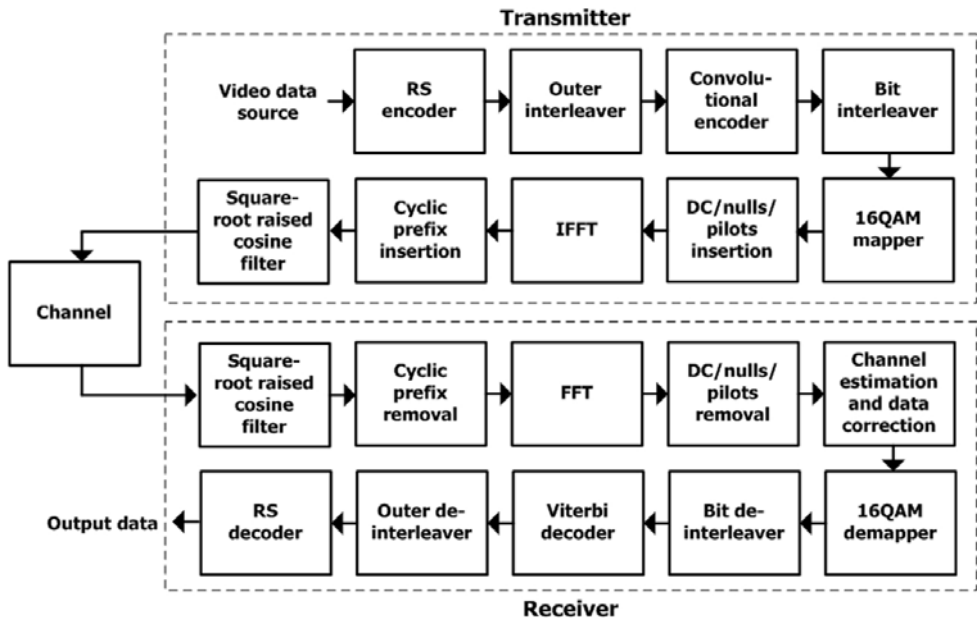 Transmitter
Video data
source
RS
encoder
Outer
interleaver
Convolu-
tional
encoder
Bit
interleaver
Square-
root raised
cosine
filter
Cyclic
prefix
insertion
IFFT
DC/nulls/
pilots
insertion
16QAM
mapper
Channel
Square-
root raised
cosine
filter
Cyclic
prefix
removal
FFT
DC/nulls/
pilots
removal
Channel
estimation
and data
correction
Output data
RS
decoder
Outer de-
interleaver
Viterbi
decoder
Bit de-
interleaver
16QAM
demapper
Receiver